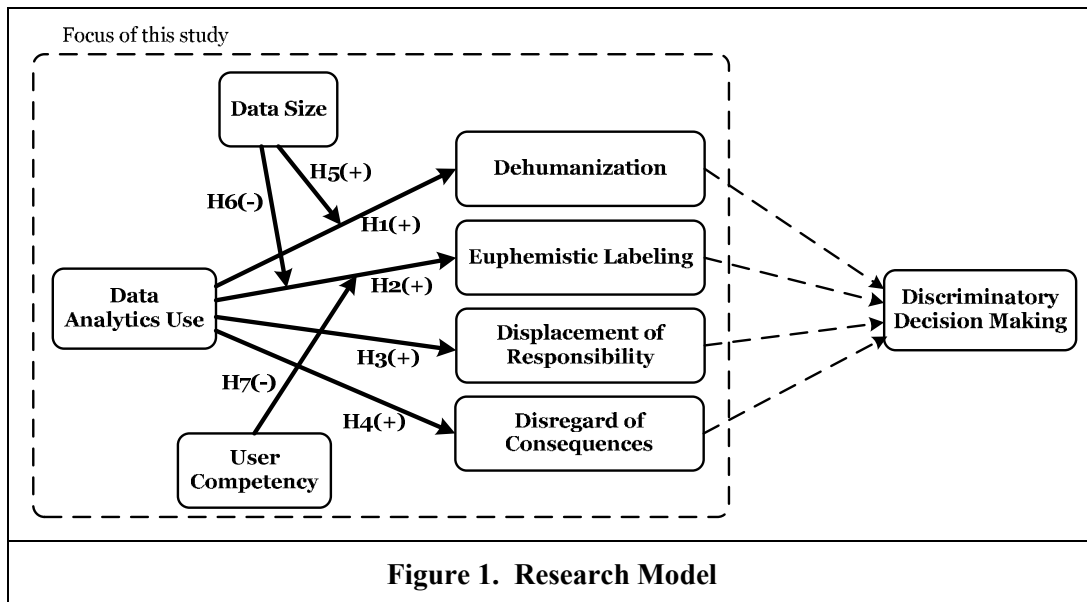 Focus of this study
Data Size
H5(+)
H6(-)
Dehumanization
H1(+)
Euphemistic Labeling
Data
Analytics Use
H2(+)
Discriminatory
Decision Making
Displacement of
Responsibility
H3(+)
H7(-)
H4(+)
Disregard of
Consequences
User
Competency
Figure 1. Research Model